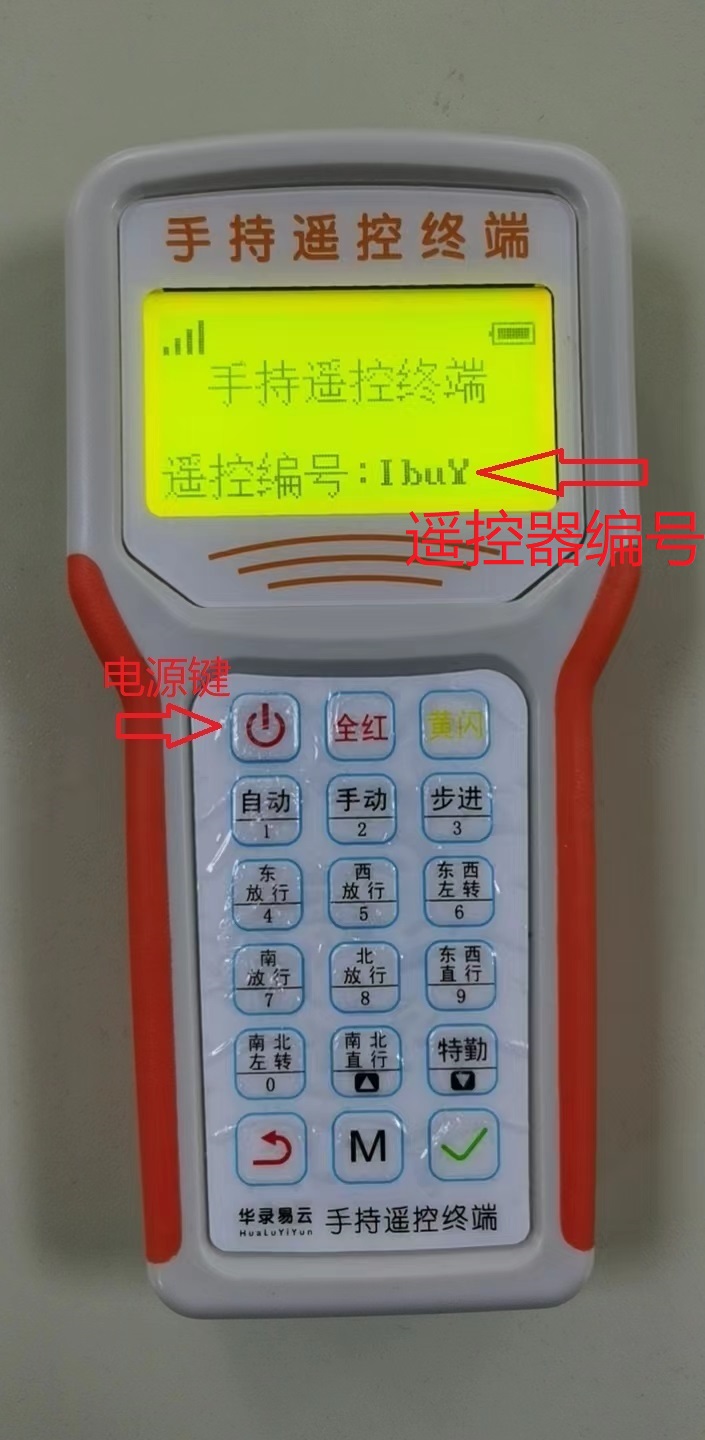 手持遥控终端
手持遥控终端
遥控编号:IbuY
遥控器编号
电源键
全红
黄闪
自动
1
手动
2
步进
3
东
放行
4
西
放行
5
东西
左转
6
南
放行
7
北
放行
8
东西
直行
9
南北
左转
0
南北
直行
特勤
M
华录易云
HuaLuYiYun
手持遥控终端